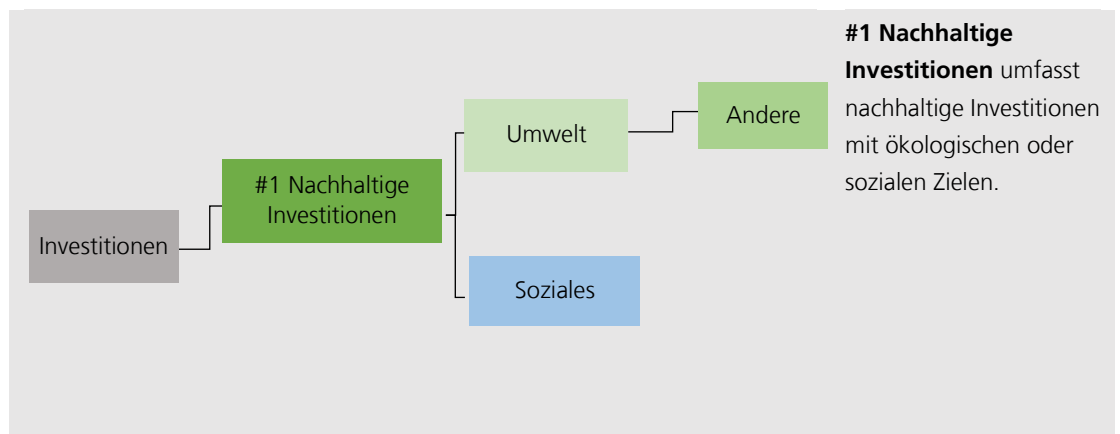 Investitionen
#1 Nachhaltige
Investitionen
Umwelt
Andere
Soziales
#1 Nachhaltige
Investitionen umfasst
nachhaltige Investitionen
mit ökologischen oder
sozialen Zielen.